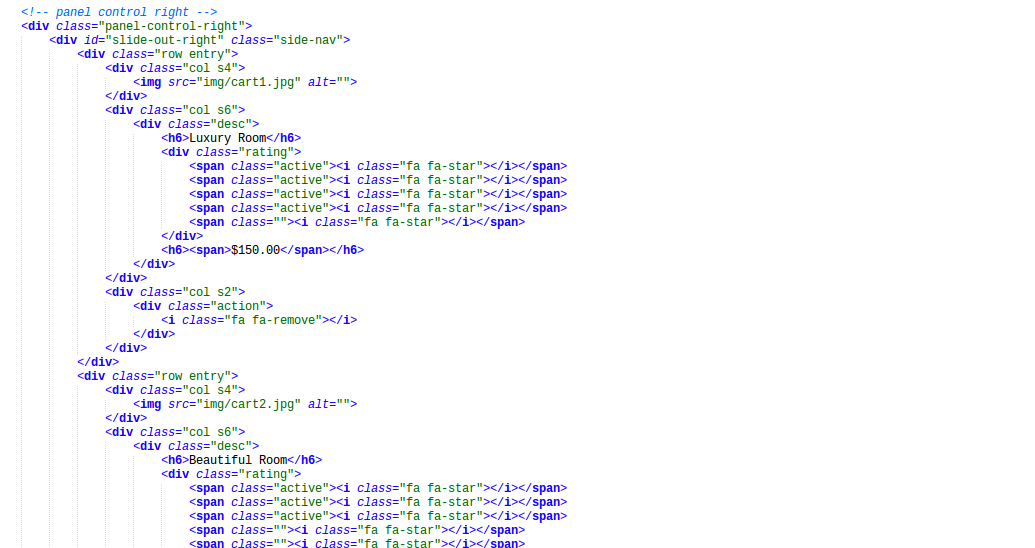 <!-- panel control right -->
<div class="panel-control-right">
<div id="slide-out-right" class="side-nav">
<div class="row entry">
<div class="col s4">
<img src="img/cart1.jpg" alt="">
</div>
<div class="col s6">
<div class="desc">
<h6>Luxury Room</h6>
<div class="rating">
<span class="active"><i class="fa fa-star"></i></span>
<span class="active"><i class="fa fa-star"></i></span>
<span class="active"><i class="fa fa-star"></i></span>
<span class="active"><i class="fa fa-star"></i></span>
<span class=""><i class="fa fa-star"></i></span>
</div>
<h6><span>$150.00</span></h6>
</div>
</div>
<div class="col s2">
<div class="action">
<i class="fa fa-remove"></i>
</div>
</div>
</div>
<div class="row entry">
<div class="col s4">
<img src="img/cart2.jpg" alt="">
</div>
<div class="col s6">
<div class="desc">
<h6>Beautiful Room</h6>
<div class="rating">
<span class="active"><i class="fa fa-star"></i></span>
<span class="active"><i class="fa fa-star"></i></span>
<span class="active"><i class="fa fa-star"></i></span>
<span class=""><i class="fa fa-star"></i></span>
<span class=""><i class="fa fa-star"></i></span>